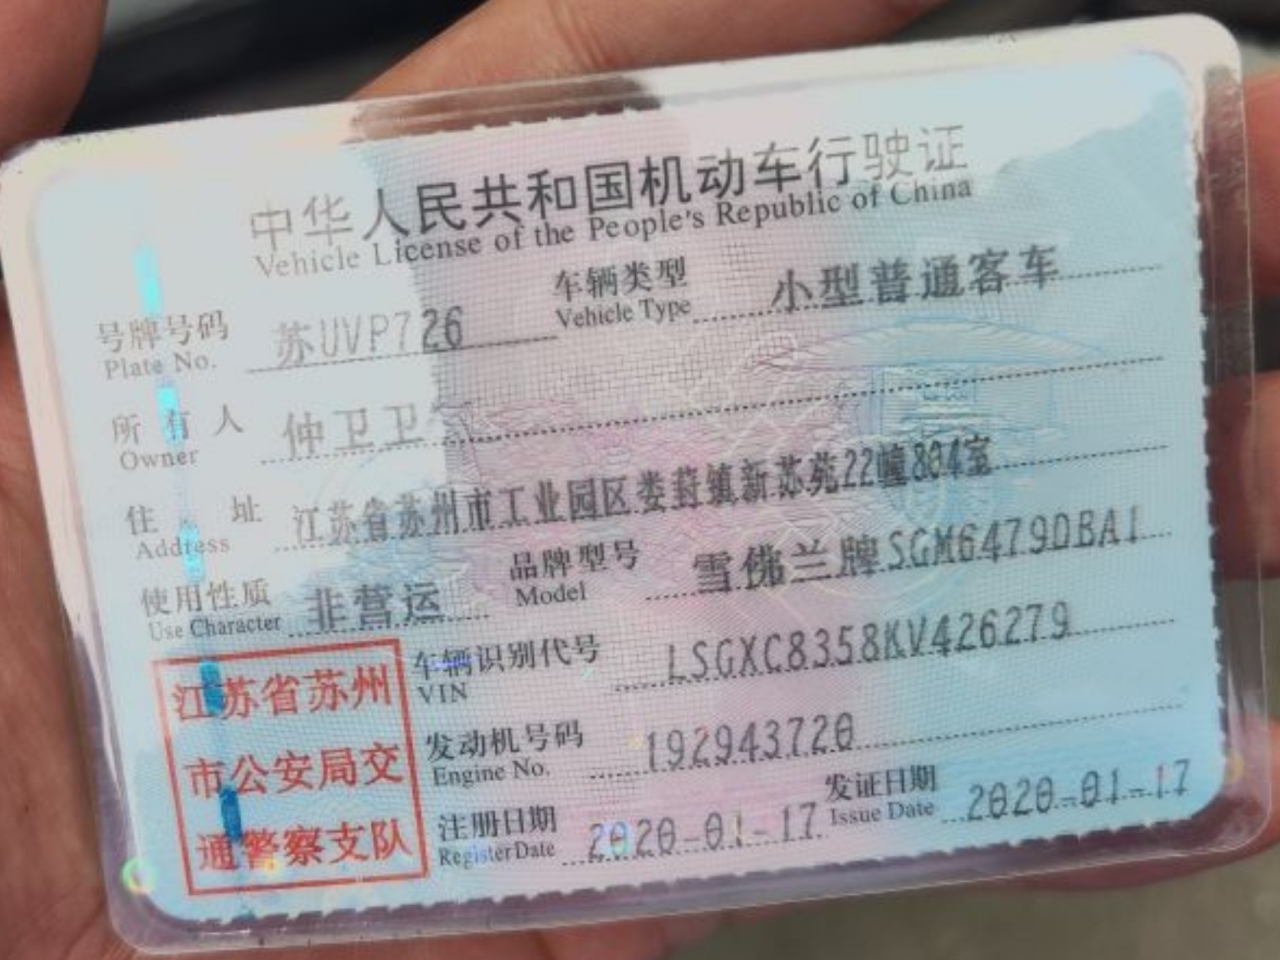 中华人民共和国机动车行驶证
Vehicle License of the People's Republic of China
号牌号码 苏UVP726 车辆类型 小型普通客车
Plate No. Vehicle Type
所有人 仲卫卫
Owner
住址 江苏省苏州市工业园区娄葑镇新苏苑22幢804室
Address
使用性质 非营运 品牌型号 雪佛兰牌SGM6479DBA1
Use Character Model
江苏省苏州
市公安局交
通警察支队
车辆识别代号 LSGXC8358KV426279
VIN
发动机号码 192943720
Engine No.
注册日期 2020-01-17 发证日期 2020-01-17
Register Date Issue Date